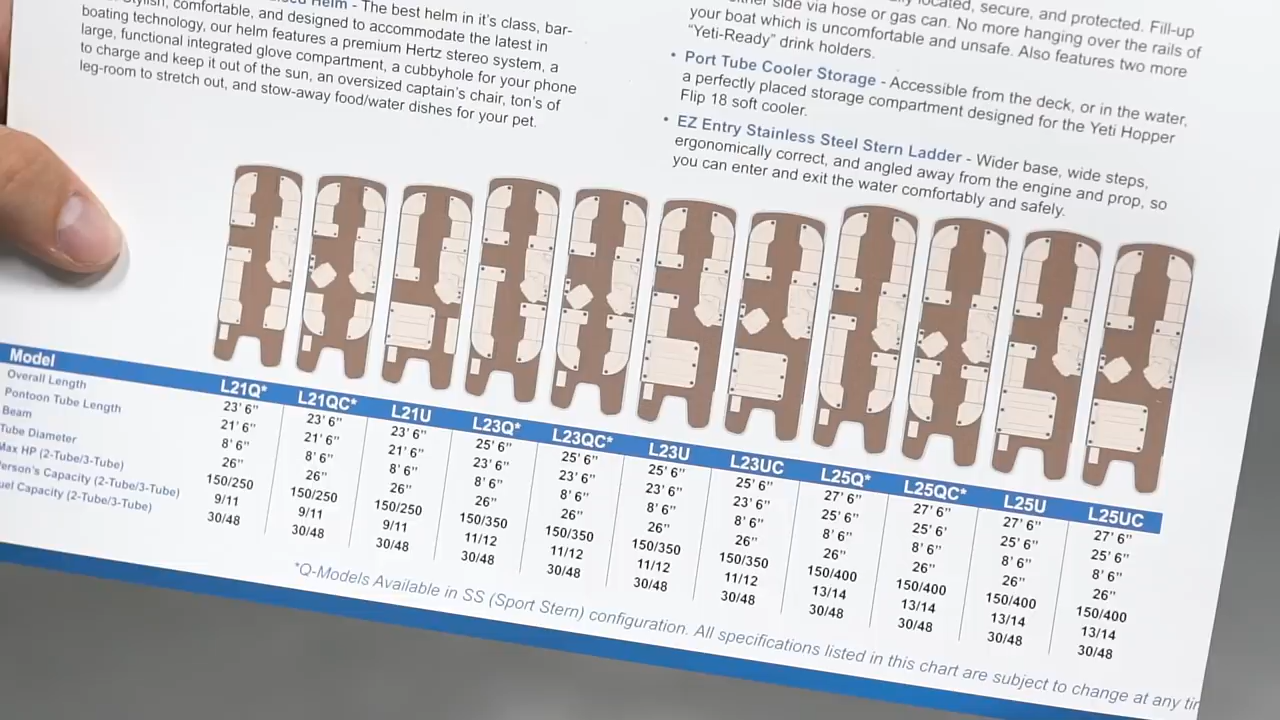 Helm - The best helm in it's class, bar-
comfortable, and designed to accommodate the latest in
boating technology, our helm features a premium Hertz stereo system, a
large, functional integrated glove compartment, a cubbyhole for your phone
to charge and keep it out of the sun, an oversized captain's chair, ton's of
leg-room to stretch out, and stow-away food/water dishes for your pet.
located, secure, and protected. Fill-up
side via hose or gas can. No more hanging over the rails of
your boat which is uncomfortable and unsafe. Also features two more
"Yeti-Ready" drink holders.
• Port Tube Cooler Storage - Accessible from the deck, or in the water,
a perfectly placed storage compartment designed for the Yeti Hopper
Flip 18 soft cooler.
• EZ Entry Stainless Steel Stern Ladder - Wider base, wide steps,
ergonomically correct, and angled away from the engine and prop, so
you can enter and exit the water comfortably and safely.
Model L21Q* L21QC* L21U L23Q* L23QC* L23U L23UC L25Q* L25QC* L25U L25UC
Overall Length 23' 6" 23' 6" 23' 6" 25' 6" 25' 6" 25' 6" 25' 6" 27' 6" 27' 6" 27' 6" 27' 6"
Pontoon Tube Length 21' 6" 21' 6" 21' 6" 23' 6" 23' 6" 23' 6" 23' 6" 25' 6" 25' 6' 25' 6" 25' 6"
Beam 8' 6" 8' 6" 8' 6" 8' 6" 8' 6" 8' 6" 8' 6" 8' 6" 8' 6" 8' 6" 8' 6"
Tube Diameter 26" 26" 26" 26" 26" 26" 26" 26" 26" 26" 26"
Max HP (2-Tube/3-Tube) 150/250 150/250 150/250 150/350 150/350 150/350 150/350 150/400 150/400 150/400 150/400
Person's Capacity (2-Tube/3-Tube) 9/11 9/11 9/11 11/12 11/12 11/12 11/12 13/14 13/14 13/14 13/14
Fuel Capacity (2-Tube/3-Tube) 30/48 30/48 30/48 30/48 30/48 30/48 30/48 30/48 30/48 30/48 30/48
*Q-Models Available in SS (Sport Stern) configuration. All specifications listed in this chart are subject to change at any